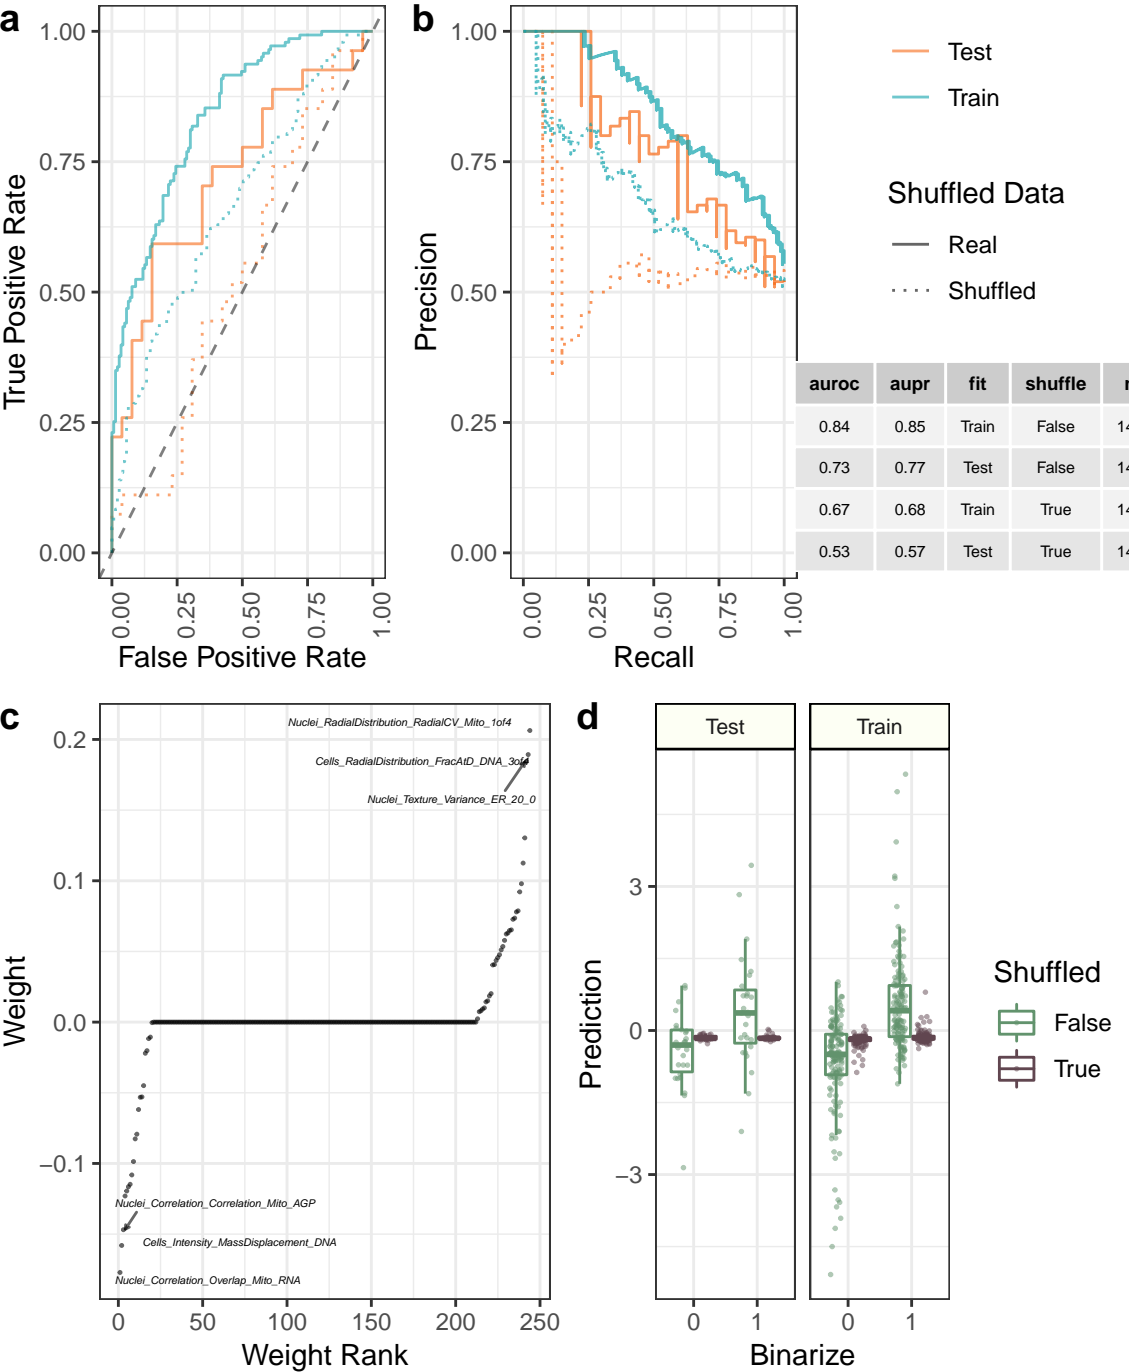 a
1.00
0.75
0.50
0.25
0.00
True Positive Rate
0.00
0.25
0.50
0.75
1.00
False Positive Rate
b
1.00
0.75
0.50
0.25
0.00
Precision
0.00
0.25
0.50
0.75
1.00
Recall
Test
Train
Shuffled Data
Real
Shuffled
auroc aupr fit shuffle
0.84 0.85 Train False 14
0.73 0.77 Test False 14
0.67 0.68 Train True 14
0.53 0.57 Test True 14
c
0.2
0.1
0.0
−0.1
Weight
Nuclei_RadialDistribution_RadialCV_Mito_1of4
Cells_RadialDistribution_FracAtD_DNA_3of4
Nuclei_Texture_Variance_ER_20_0
Nuclei_Correlation_Correlation_Mito_AGP
Cells_Intensity_MassDisplacement_DNA
Nuclei_Correlation_Overlap_Mito_RNA
0 50 100 150 200 250
Weight Rank
d
Test Train
3
0
−3
Prediction
0 1 0 1
Binarize
Shuffled
False
True